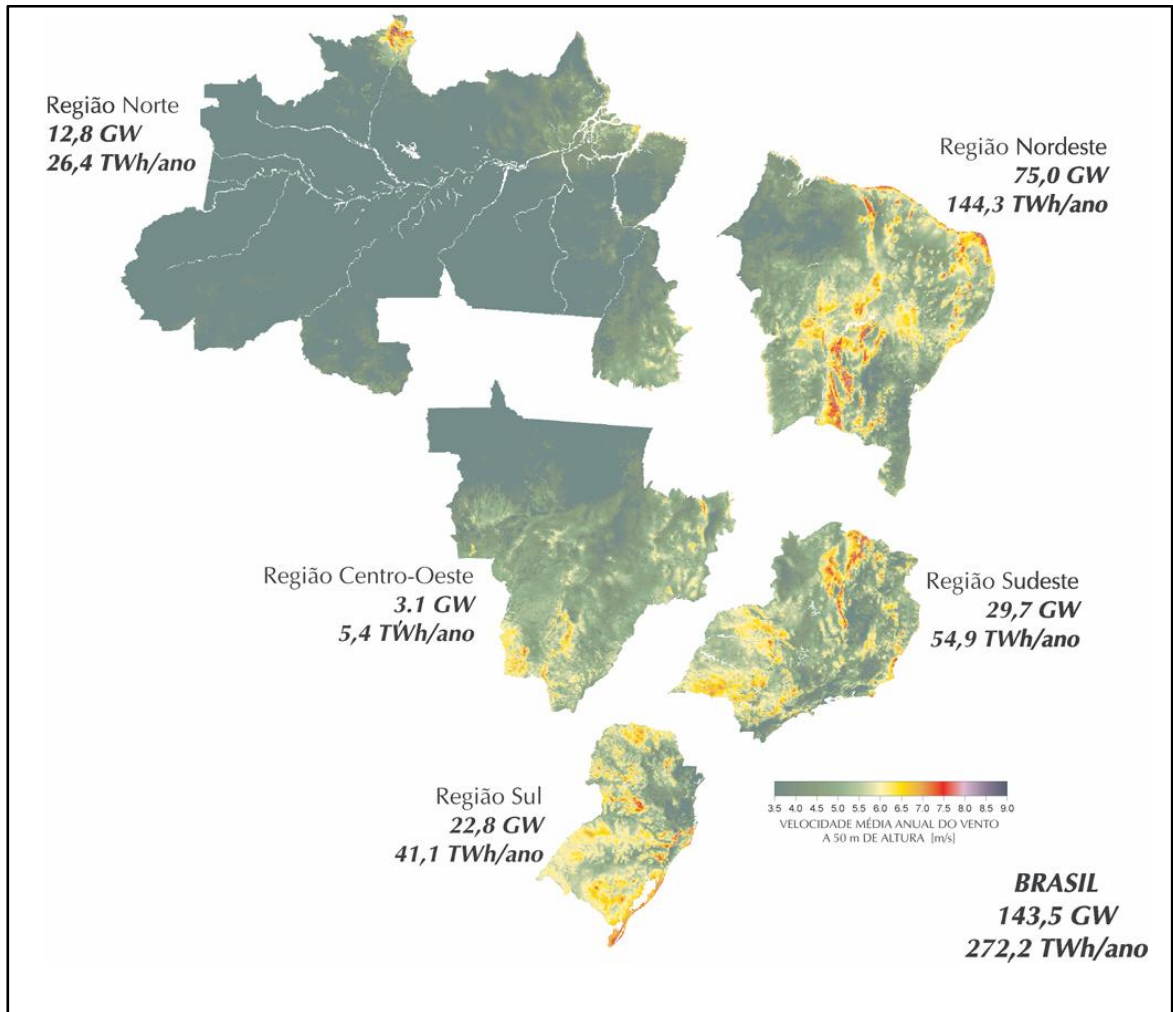 Região Norte
12,8 GW
26,4 TWh/ano
Região Nordeste
75,0 GW
144,3 TWh/ano
Região Centro-Oeste
3.1 GW
5,4 TWh/ano
Região Sudeste
29,7 GW
54,9 TWh/ano
Região Sul
22,8 GW
41,1 TWh/ano
3.5 4.0 4.5 5.0 5.5 6.0 6.5 7.0 7.5 8.0 8.5 9.0
VELOCIDADE MÉDIA ANUAL DO VENTO
A 50 m DE ALTURA [m/s]
BRASIL
143,5 GW
272,2 TWh/ano